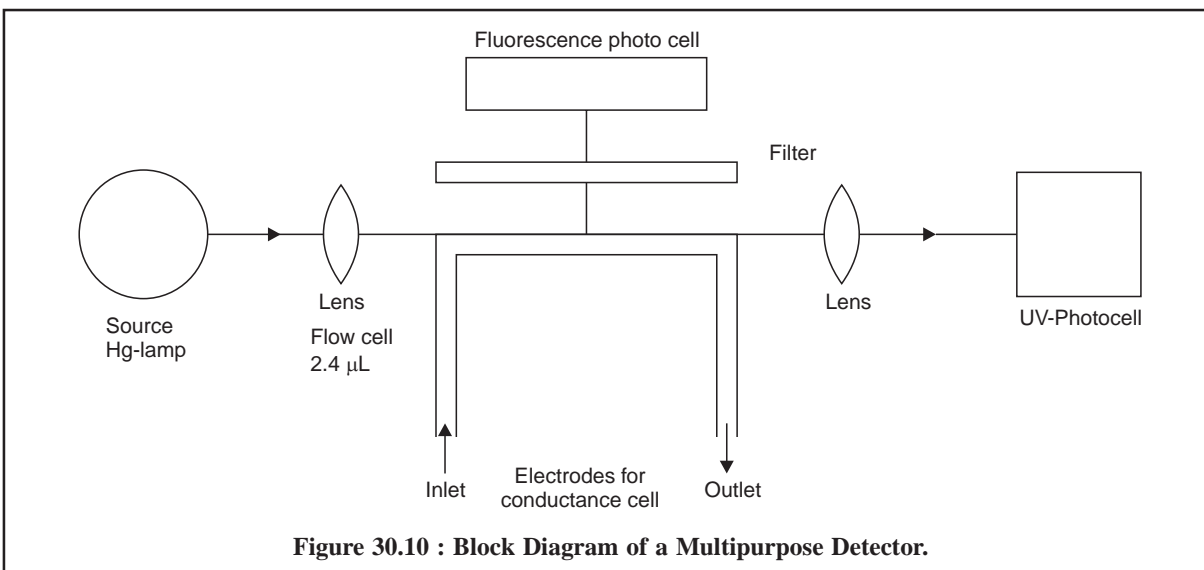 Fluorescence photo cell
Filter
Lens
Lens
Source
Hg-lamp
Flow cell
2.4 μL
UV-Photocell
Inlet
Electrodes for
conductance cell
Outlet
Figure 30.10 : Block Diagram of a Multipurpose Detector.